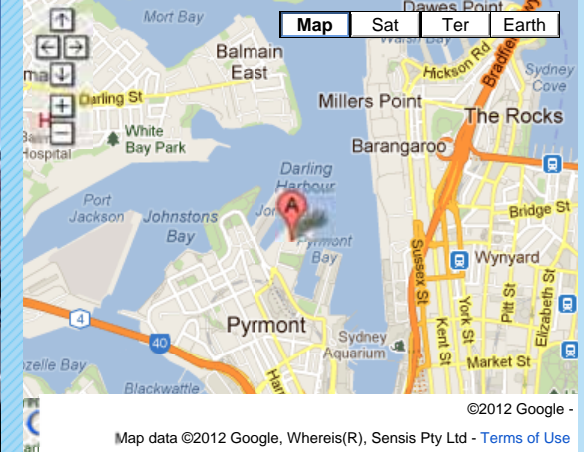 Mort Bay
Dawes Point
Map Sat Ter Earth
Balmain
East
Hickson Rd
Sydney
Cove
Darling St
Millers Point
The Rocks
White
Bay Park
Hospital
Barangaroo
Darling
Harbour
Port
Jackson
Johnstons
Bay
A
Bridge St
Pyrmont
Bay
Wynyard
Sussex St
Kent St
York St
Pitt St
Elizabeth St
4
40
Pyrmont
Sydney
Aquarium
Market St
zelle Bay
Blackwattle
©2012 Google -
Map data ©2012 Google, Whereis(R), Sensis Pty Ltd - Terms of Use